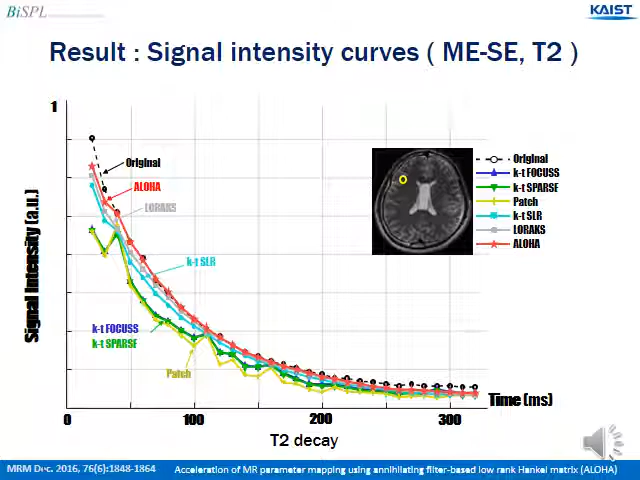 BiSPL
KAIST
Result : Signal intensity curves ( ME-SE, T2 )
1
Original
ALOHA
LORAKS
k-t SLR
k-t FOCUSS
k-t SPARSF
Patch
Original
k-t FOCUSS
k-t SPARSF
Patch
k-t SLR
LORAKS
ALOHA
Signal Intensity (a.u.)
0
100
200
300
Time (ms)
T2 decay
MRM Dec. 2016, 76(6):1848-1864
Acceleration of MR parameter mapping using annihilating filter-based low rank Hankel matrix (ALOHA)